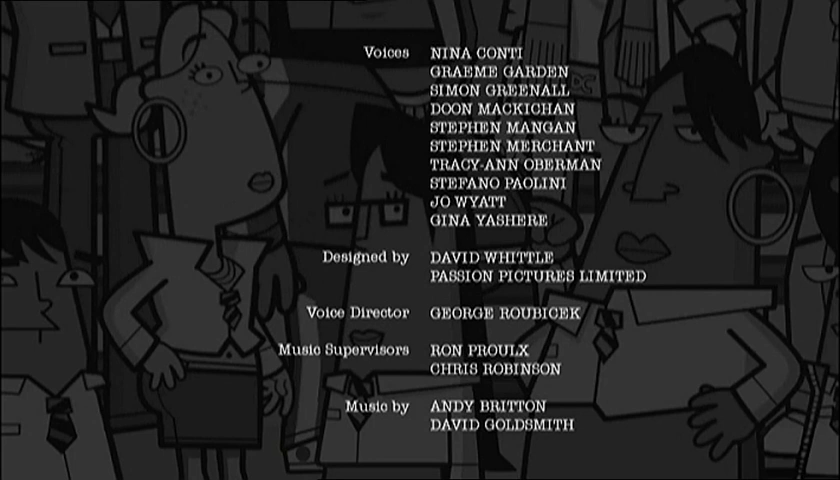 Voices NINA CONTI
GRAEME GARDEN
SIMON GREENALL
DOON MACKICHAN
STEPHEN MANGAN
STEPHEN MERCHANT
TRACY-ANN OBERMAN
STEFANO PAOLINI
JO WYATT
GINA YASHERE
Designed by DAVID WHITTLE
PASSION PICTURES LIMITED
Voice Director GEORGE ROUBICEK
Music Supervisors RON PROULX
CHRIS ROBINSON
Music by ANDY BRITTON
DAVID GOLDSMITH